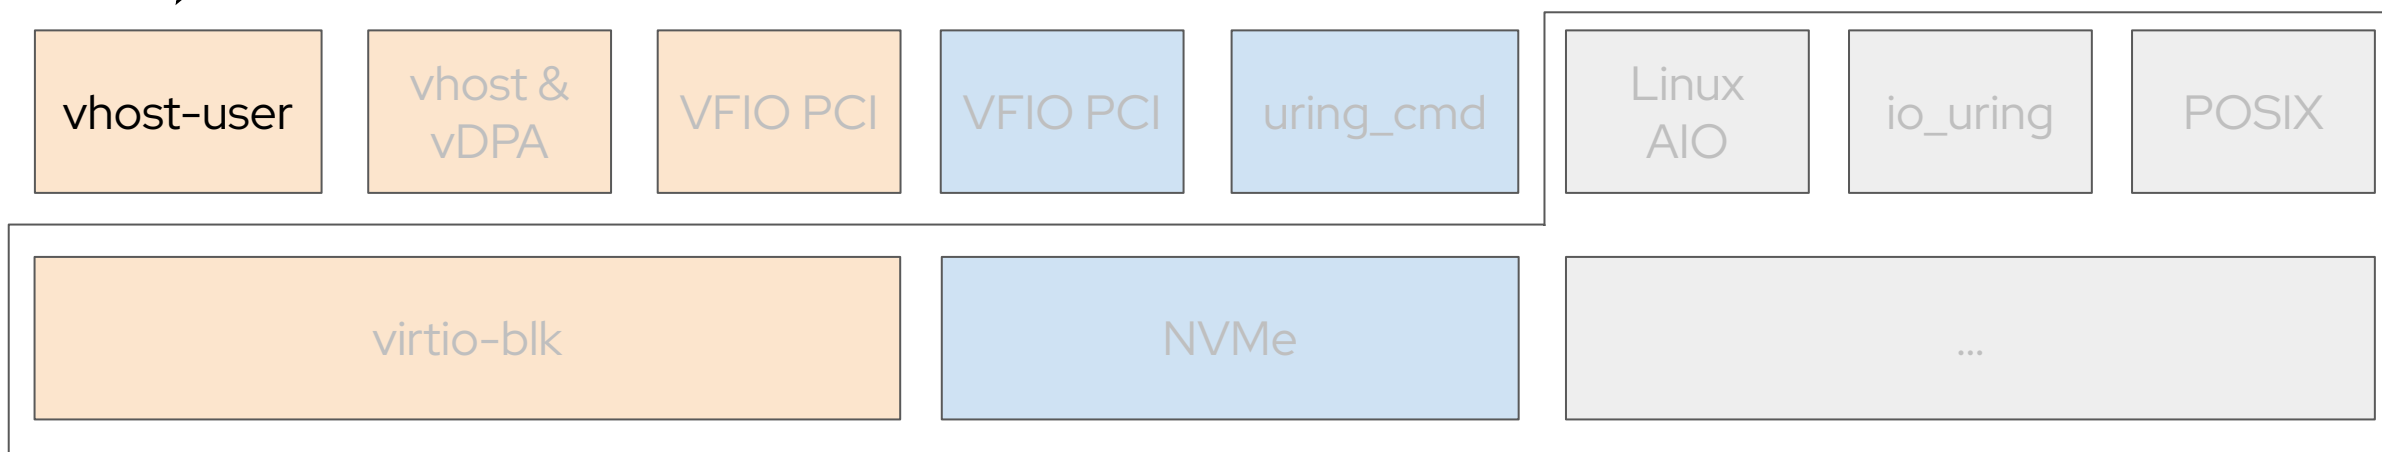 vhost-user
vhost &
vDPA
VFIO PCI
VFIO PCI
uring_cmd
Linux
AIO
io_uring
POSIX
virtio-blk
NVMe
...